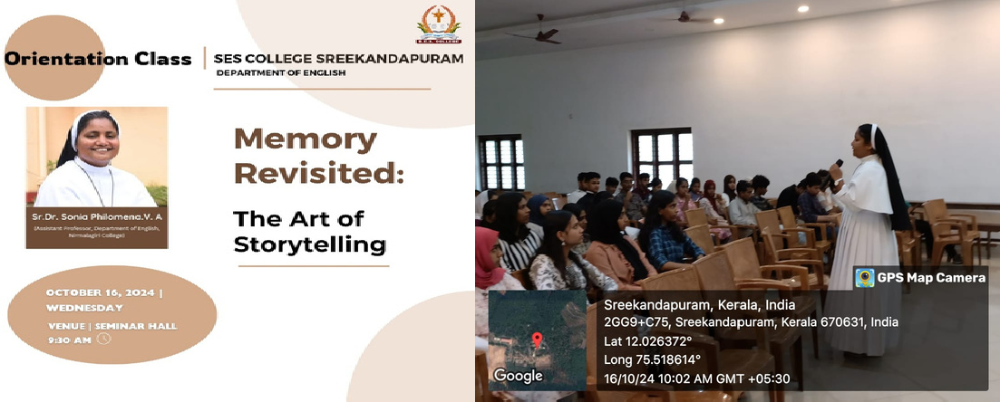 S.E.S. COLLEGE
Orientation Class
SES COLLEGE SREEKANDAPURAM
DEPARTMENT OF ENGLISH
Memory
Revisited:
The Art of
Storytelling
Sr.Dr. Sonia Philomena.V. A
(Assistant Professor, Department of English,
Nirmalagiri College)
OCTOBER 16, 2024 |
WEDNESDAY
VENUE | SEMINAR HALL
9:30 AM
GPS Map Camera
Google
Sreekandapuram, Kerala, India
2GG9+C75, Sreekandapuram, Kerala 670631, India
Lat 12.026372°
Long 75.518614°
16/10/24 10:02 AM GMT +05:30